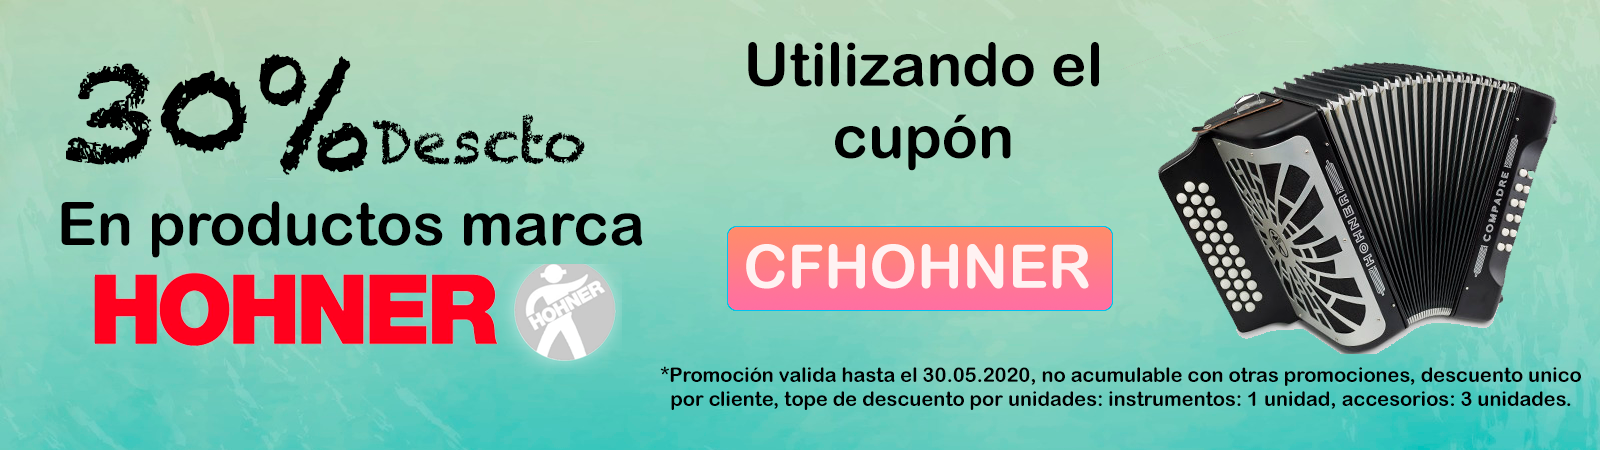 30% Descto
En productos marca
HOHNER
HOHNER
Utilizando el
cupón
CFHOHNER
HOHNER
COMPADRE
*Promoción valida hasta el 30.05.2020, no acumulable con otras promociones, descuento unico
por cliente, tope de descuento por unidades: instrumentos: 1 unidad, accesorios: 3 unidades.